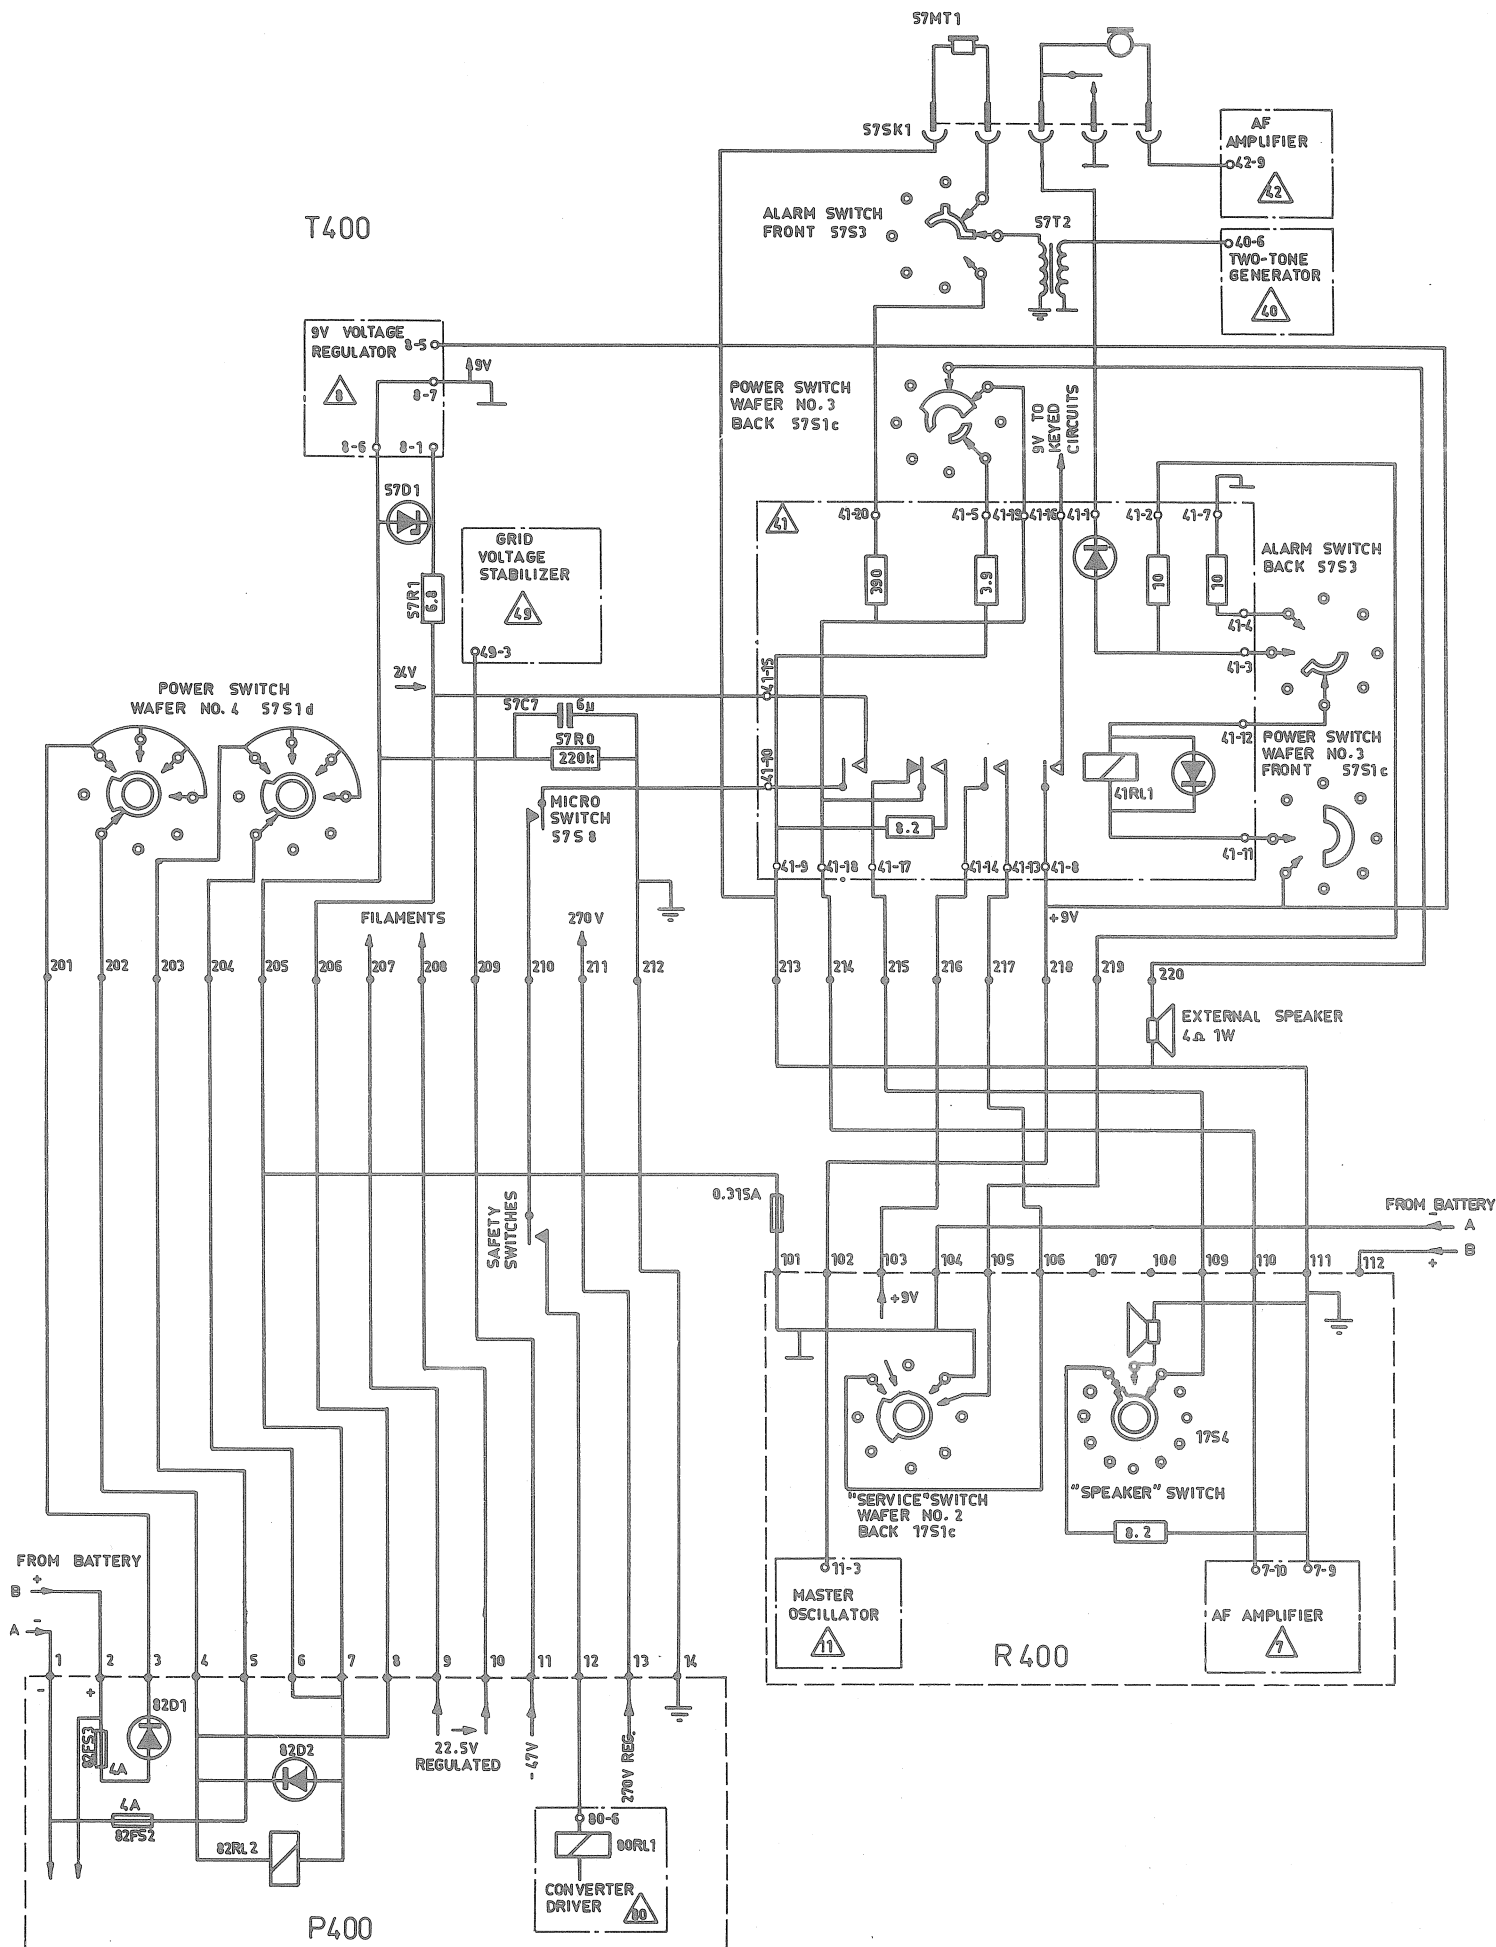 57MT1
57SK1
AF
AMPLIFIER
42-9
42
ALARM SWITCH
FRONT 57S3
57T2
40-6
TWO-TONE
GENERATOR
40
T400
9V VOLTAGE
REGULATOR
8-5
9V
8
8-7
8-6
8-1
POWER SWITCH
WAFER NO.3
BACK 57S1c
9V TO
KEYED
CIRCUITS
57D1
41
41-20
41-5
41-19
41-16
41-1
41-2
41-7
GRID
VOLTAGE
STABILIZER
49
49-3
57R1
6.8
390
3.9
10
10
ALARM SWITCH
BACK 57S3
41-4
41-3
24V
41-15
POWER SWITCH
WAFER NO. 4 57S1d
57C7
6µ
57R0
220k
41-12
POWER SWITCH
WAFER NO.3
FRONT 57S1c
41-10
41RL1
MICRO
SWITCH
57S8
8.2
41-11
41-9
41-18
41-17
41-14
41-13
41-8
FILAMENTS
270V
+9V
201
202
203
204
205
206
207
208
209
210
211
212
213
214
215
216
217
218
219
220
EXTERNAL SPEAKER
4Ω 1W
0.315A
SAFETY
SWITCHES
FROM BATTERY
-
A
B
+
101
102
103
104
105
106
107
108
109
110
111
112
+9V
17S4
"SERVICE" SWITCH
WAFER NO. 2
BACK 17S1c
"SPEAKER" SWITCH
8.2
11-3
MASTER
OSCILLATOR
11
7-10
7-9
AF AMPLIFIER
7
R400
FROM BATTERY
+
B
-
A
1
2
3
4
5
6
7
8
9
10
11
12
13
14
-
+
82D1
82FS3
4A
82D2
22.5V
REGULATED
-47V
270V REG.
4A
82FS2
82RL2
80-6
80RL1
CONVERTER
DRIVER
80
P400